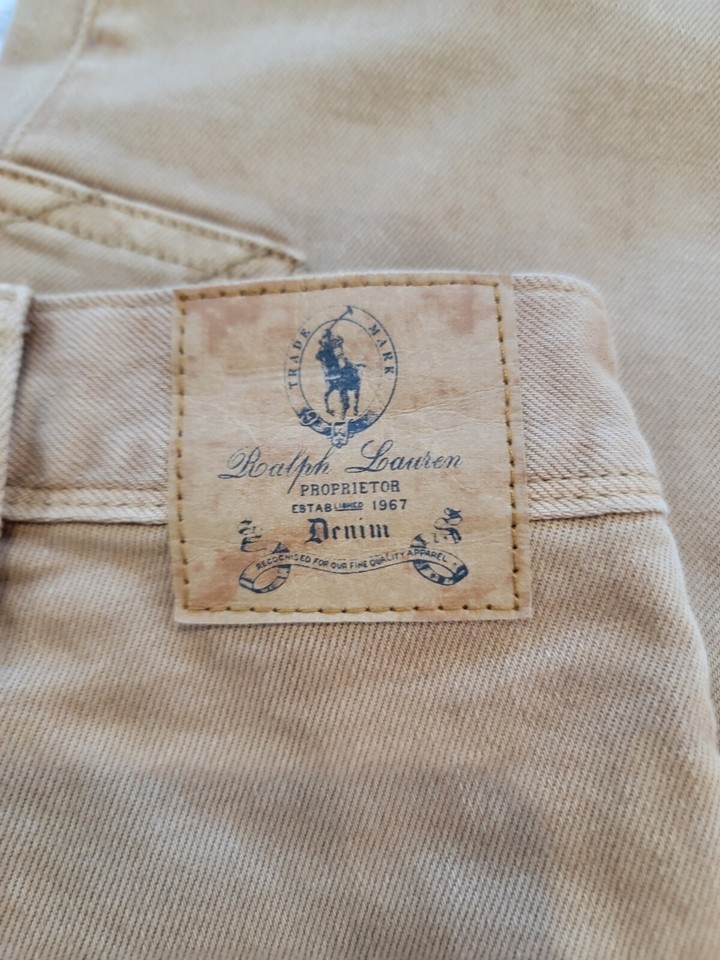 TRADE MARK
Ralph Lauren
PROPRIETOR
ESTABLISHED 1967
Denim
RECOGNISED FOR OUR FINE QUALITY APPAREL